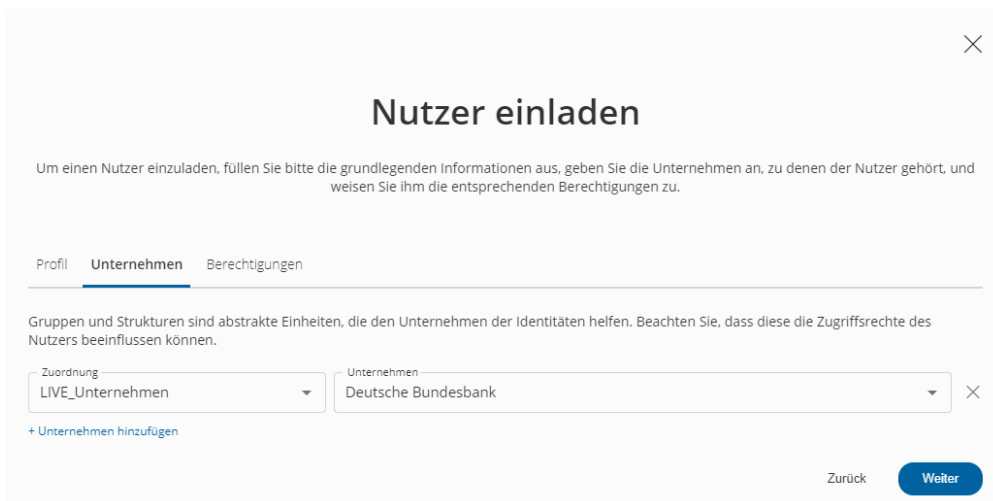 Nutzer einladen
Um einen Nutzer einzuladen, füllen Sie bitte die grundlegenden Informationen aus, geben Sie die Unternehmen an, zu denen der Nutzer gehört, und
weisen Sie ihm die entsprechenden Berechtigungen zu.
Profil Unternehmen Berechtigungen
Gruppen und Strukturen sind abstrakte Einheiten, die den Unternehmen der Identitäten helfen. Beachten Sie, dass diese die Zugriffsrechte des
Nutzers beeinflussen können.
Zuordnung Unternehmen
LIVE_Unternehmen Deutsche Bundesbank
+ Unternehmen hinzufügen
Zurück Weiter